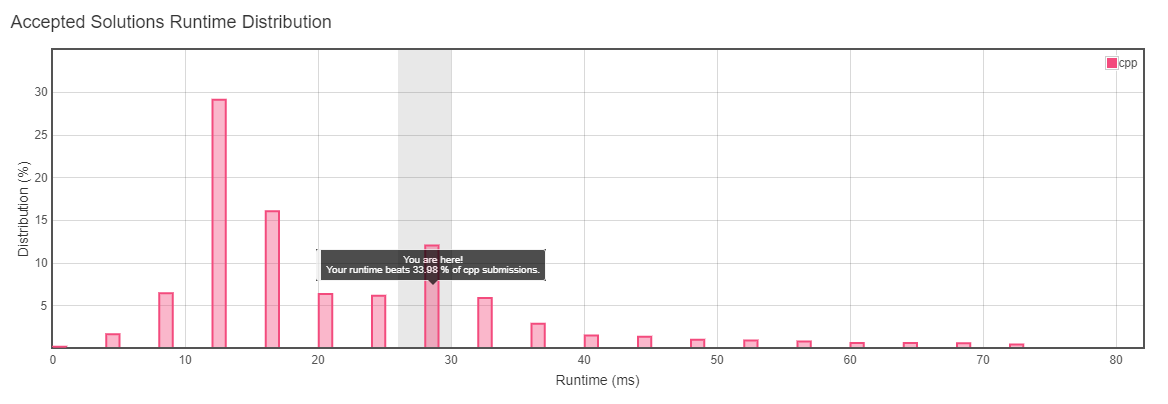 Accepted Solutions Runtime Distribution
cpp
30
25
20
15
10
5
Distribution (%)
You are here!
Your runtime beats 33.98 % of cpp submissions.
0 10 20 30 40 50 60 70 80
Runtime (ms)